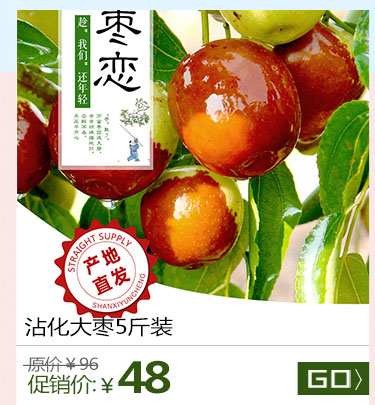 枣恋
趁，我们，还年轻
STRAIGHT SUPPLY
产地
直发
SHANXIYUNCHENG
沾化大枣5斤装
原价￥96
促销价:￥48
GO〉